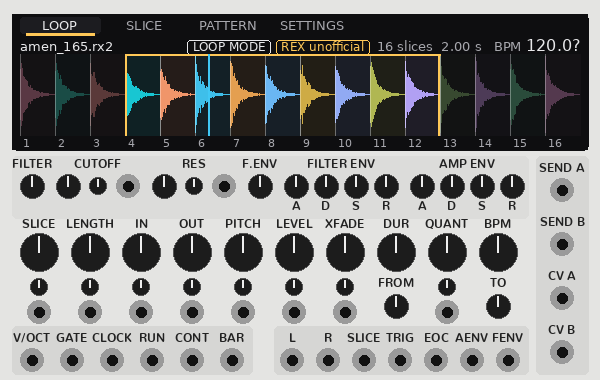 LOOP SLICE PATTERN SETTINGS
amen_165.rx2 LOOP MODE REX unofficial 16 slices 2.00 s BPM 120.0?
1 2 3 4 5 6 7 8 9 10 11 12 13 14 15 16
FILTER CUTOFF RES F.ENV FILTER ENV AMP ENV
A D S R A D S R
SLICE LENGTH IN OUT PITCH LEVEL XFADE DUR QUANT BPM
FROM TO
V/OCT GATE CLOCK RUN CONT BAR L R SLICE TRIG EOC AENV FENV
SEND A
SEND B
CV A
CV B